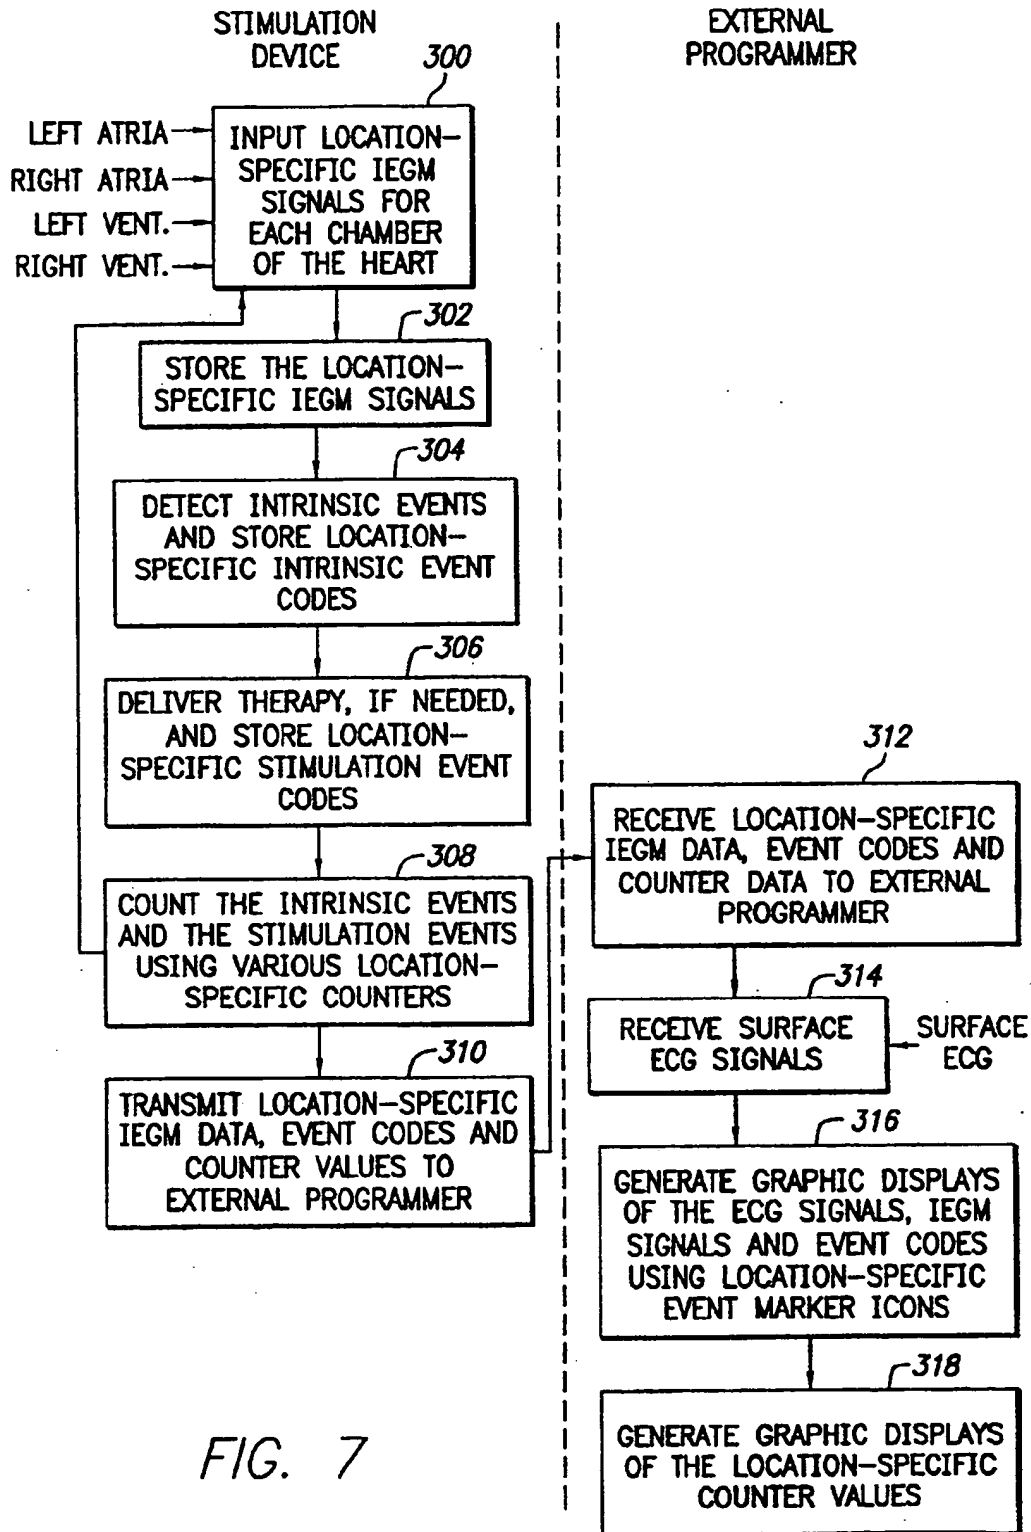 STIMULATION
DEVICE
300
LEFT ATRIA
RIGHT ATRIA
LEFT VENT.
RIGHT VENT.
INPUT LOCATION-
SPECIFIC IEGM
SIGNALS FOR
EACH CHAMBER
OF THE HEART
302
STORE THE LOCATION-
SPECIFIC IEGM SIGNALS
304
DETECT INTRINSIC EVENTS
AND STORE LOCATION-
SPECIFIC INTRINSIC EVENT
CODES
306
DELIVER THERAPY, IF NEEDED,
AND STORE LOCATION-
SPECIFIC STIMULATION EVENT
CODES
308
COUNT THE INTRINSIC EVENTS
AND THE STIMULATION EVENTS
USING VARIOUS LOCATION-
SPECIFIC COUNTERS
310
TRANSMIT LOCATION-SPECIFIC
IEGM DATA, EVENT CODES AND
COUNTER VALUES TO
EXTERNAL PROGRAMMER
EXTERNAL
PROGRAMMER
312
RECEIVE LOCATION-SPECIFIC
IEGM DATA, EVENT CODES AND
COUNTER DATA TO EXTERNAL
PROGRAMMER
314
RECEIVE SURFACE
ECG SIGNALS
SURFACE
ECG
316
GENERATE GRAPHIC DISPLAYS
OF THE ECG SIGNALS, IEGM
SIGNALS AND EVENT CODES
USING LOCATION-SPECIFIC
EVENT MARKER ICONS
318
GENERATE GRAPHIC DISPLAYS
OF THE LOCATION-SPECIFIC
COUNTER VALUES
FIG. 7